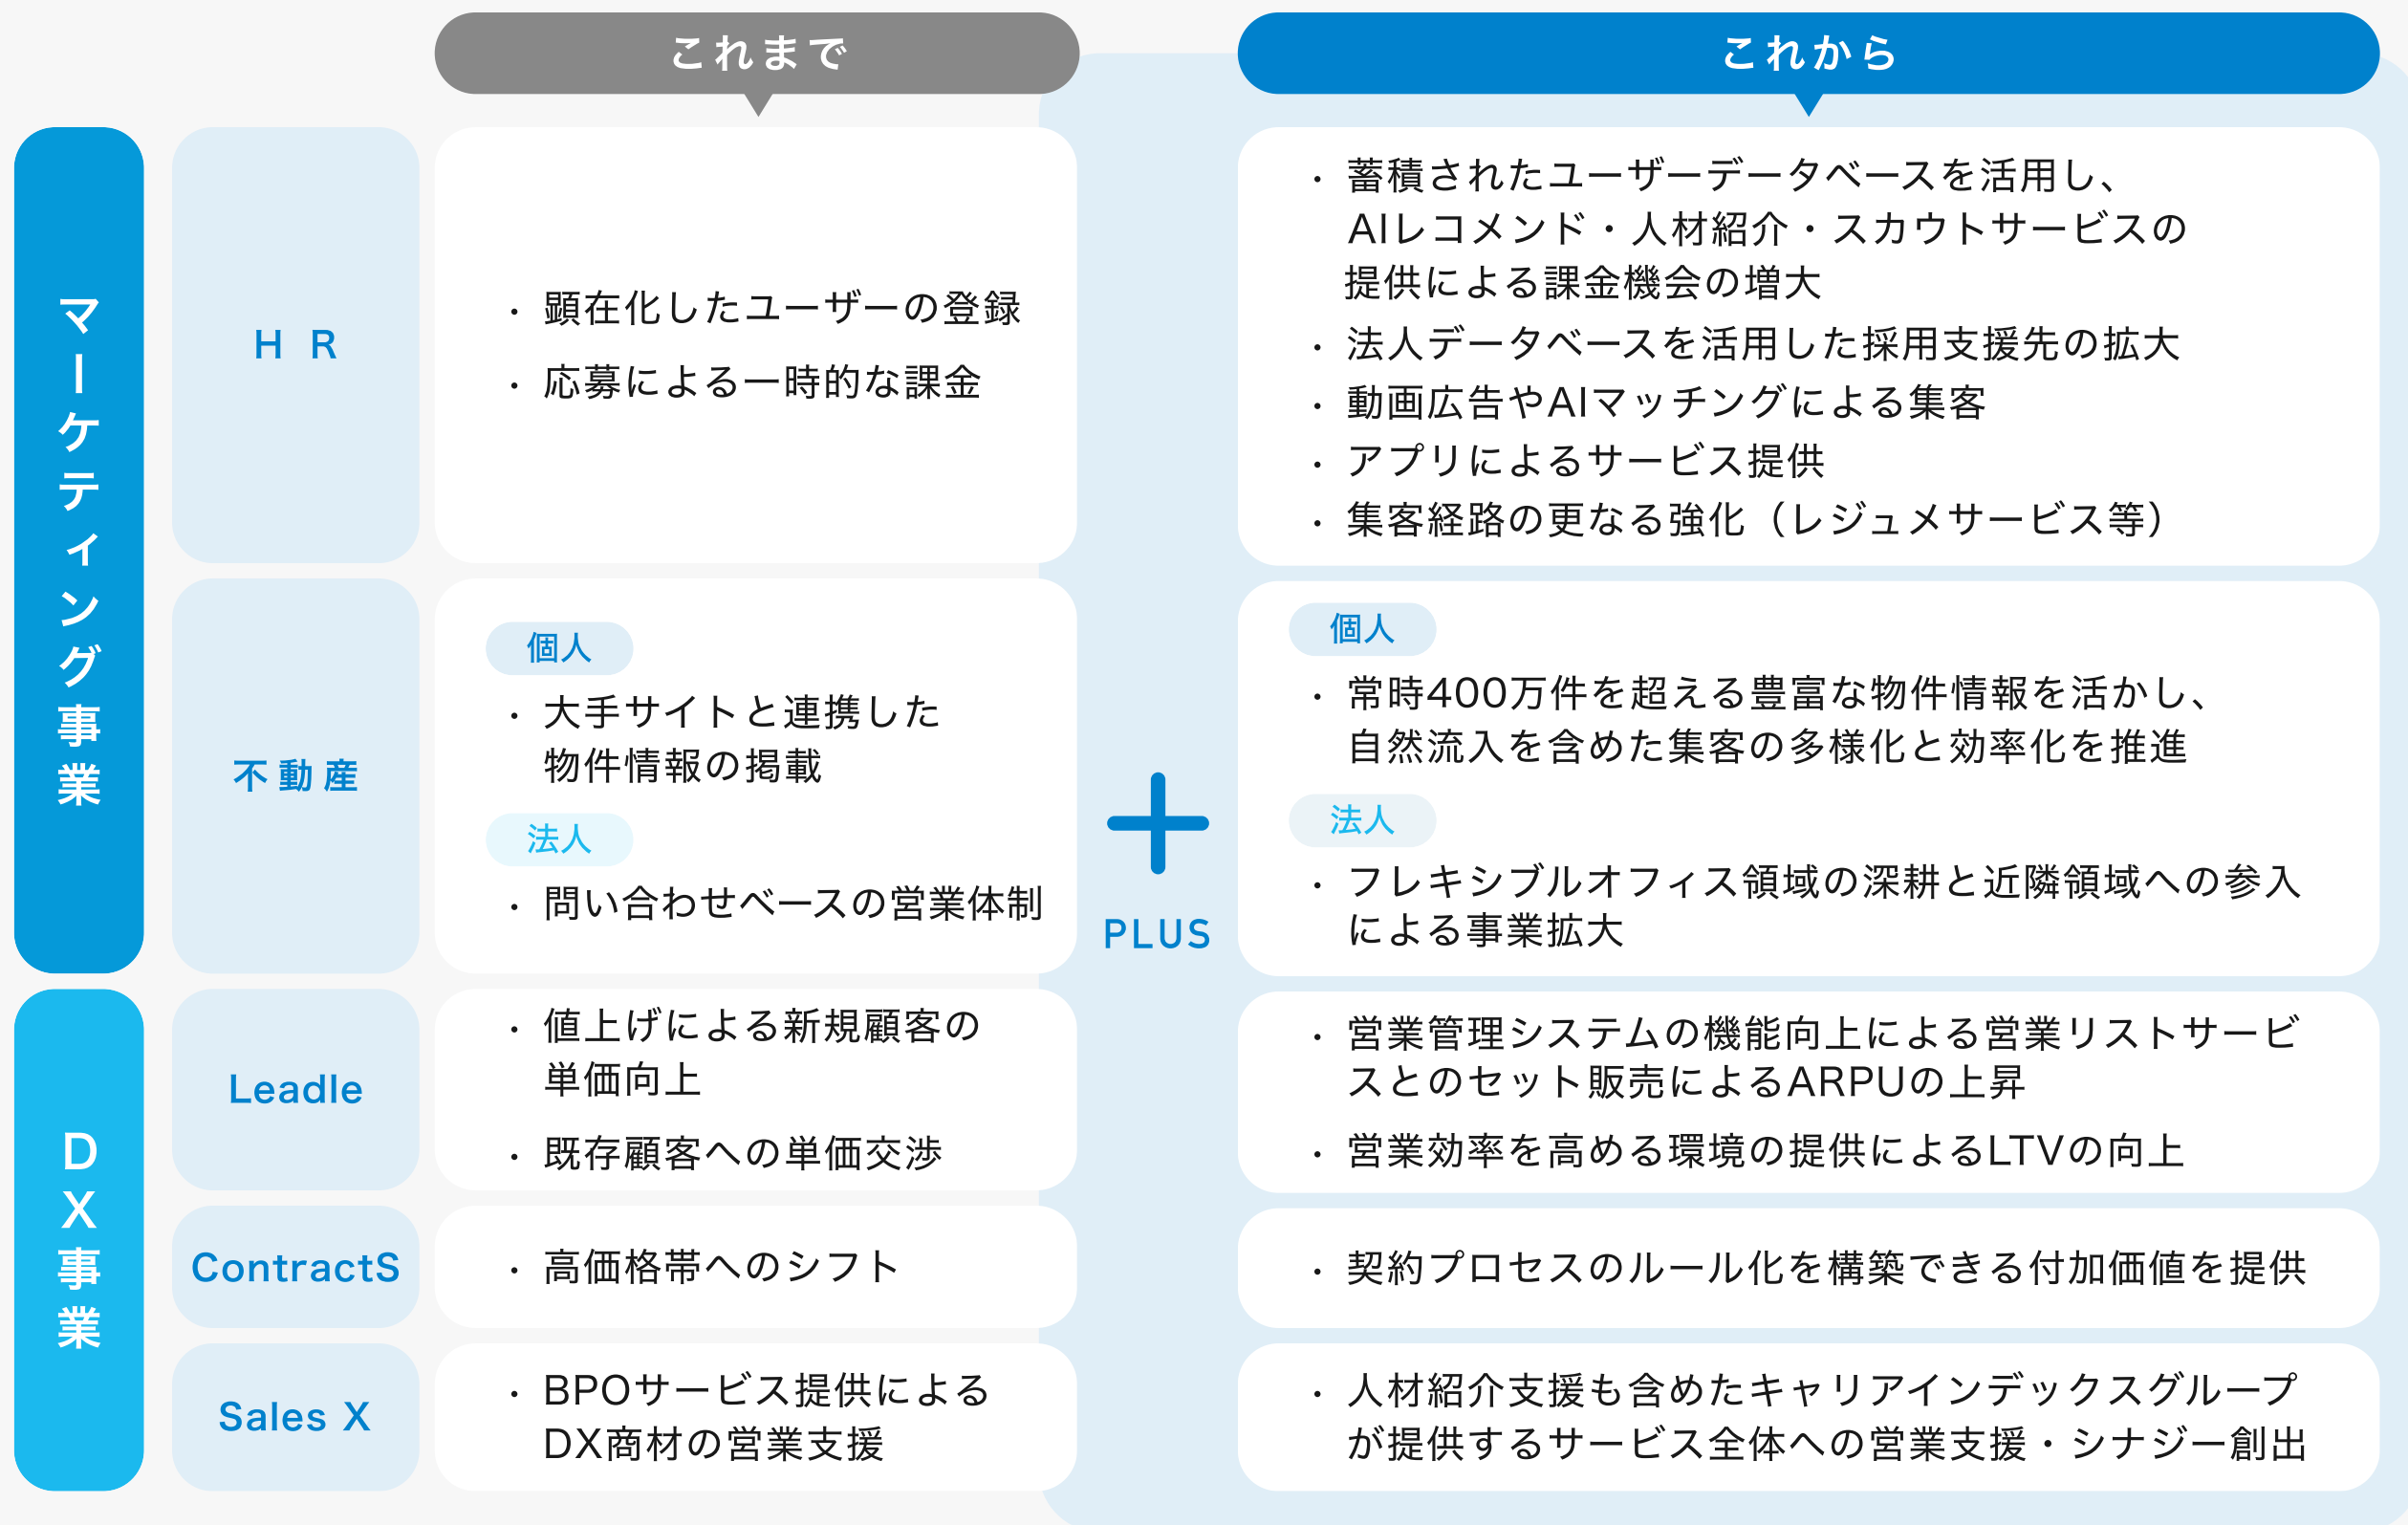 これまで
これから
マーケティング事業
H R
・顕在化したユーザーの登録
・応募による一時的な課金
・蓄積されたユーザーデータベースを活用し、
AIレコメンド・人材紹介・スカウトサービスの
提供による課金機会の増大
・法人データベースを活用した採用支援先の拡大
・動画広告やAIマッチングによる集客
・アプリによるサービス提供
・集客経路の更なる強化（レジュメサービス等）
不動産
個人
・大手サイトと連携した
物件情報の掲載
法人
・問い合わせベースの営業体制
PLUS
個人
・常時400万件を超える豊富な物件情報を活かし、
自然流入を含めた集客の多様化と効率化を推進
法人
・フレキシブルオフィス領域の深耕と近隣領域への参入
による事業拡大
DX事業
Leadle
・値上げによる新規顧客の
単価向上
・既存顧客への単価交渉
・営業管理システムの機能向上による営業リストサービ
スとのセット販売によるARPUの上昇
・営業効率を高める環境の提供によるLTVの向上
ContractS
・高価格帯へのシフト
・契約プロセスのルール化を構築できる付加価値を提供
Sales X
・BPOサービス提供による
DX商材の営業支援
・人材紹介支援も含めたキャリアインデックスグループ
が提供するサービス全体への営業支援・シナジー創出